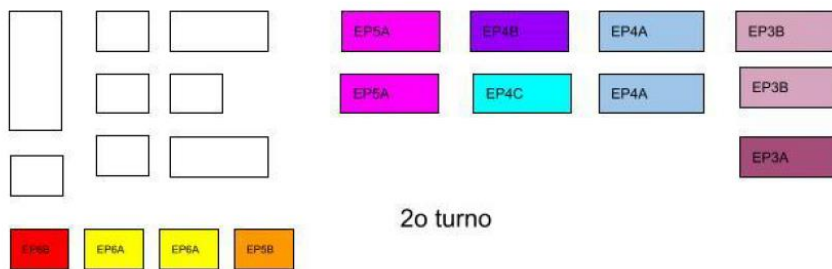 EP5A EP4B EP4A EP3B
EP5A EP4C EP4A EP3B
EP3A
2o turno
EP6B EP6A EP6A EP5B